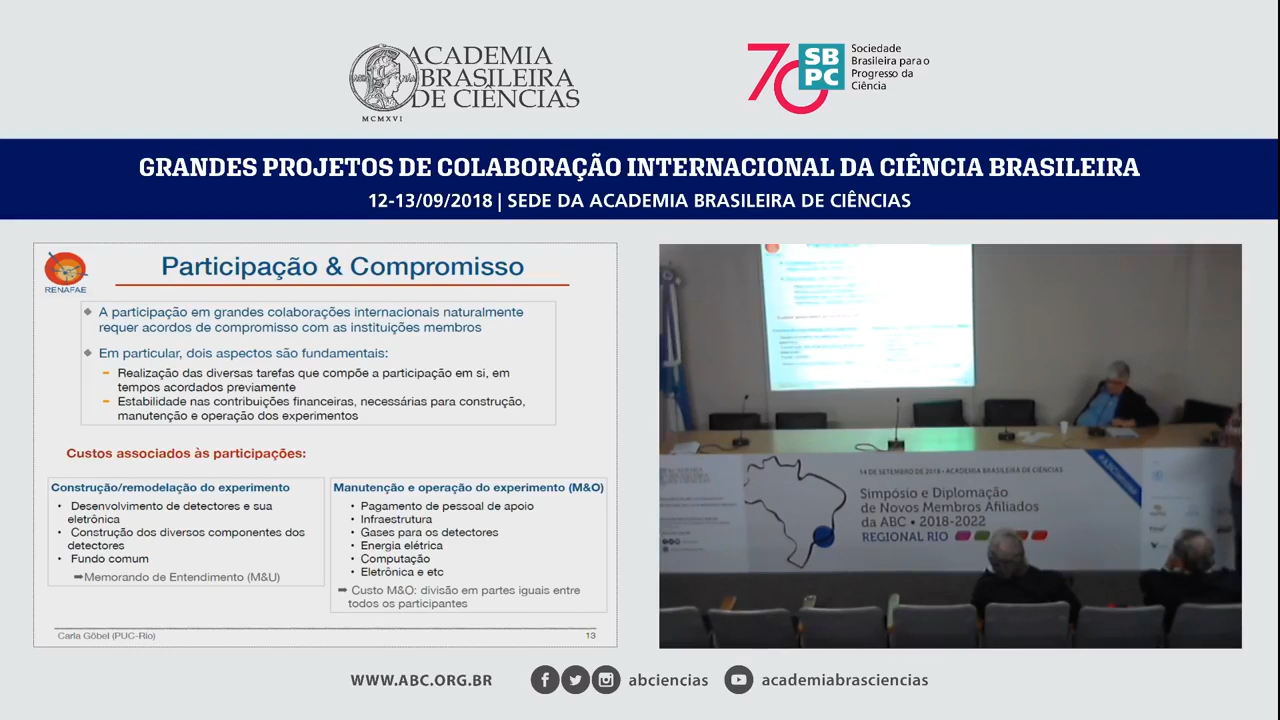 ACADEMIA
BRASILEIRA
DE CIÊNCIAS
MCMXVI
70
SB
PC
Sociedade
Brasileira para o
Progresso da
Ciência
GRANDES PROJETOS DE COLABORAÇÃO INTERNACIONAL DA CIÊNCIA BRASILEIRA
12-13/09/2018 | SEDE DA ACADEMIA BRASILEIRA DE CIÊNCIAS
RENAFAE
Participação & Compromisso
A participação em grandes colaborações internacionais naturalmente
requer acordos de compromisso com as instituições membros
Em particular, dois aspectos são fundamentais:
Realização das diversas tarefas que compõe a participação em si, em
tempos acordados previamente
Estabilidade nas contribuições financeiras, necessárias para construção,
manutenção e operação dos experimentos
Custos associados às participações:
Construção/remodelação do experimento
• Desenvolvimento de detectores e sua
eletrônica
• Construção dos diversos componentes dos
detectores
• Fundo comum
➡Memorando de Entendimento (M&U)
Manutenção e operação do experimento (M&O)
• Pagamento de pessoal de apoio
• Infraestrutura
• Gases para os detectores
• Energia elétrica
• Computação
• Eletrônica e etc
➡ Custo M&O: divisão em partes iguais entre
todos os participantes
Carla Göbel (PUC-Rio)
13
14 DE SETEMBRO DE 2018 • ACADEMIA BRASILEIRA DE CIÊNCIAS
Simpósio e Diplomação
de Novos Membros Afiliados
da ABC • 2018-2022
REGIONAL RIO
WWW.ABC.ORG.BR
abciencias
academiabrasciencias